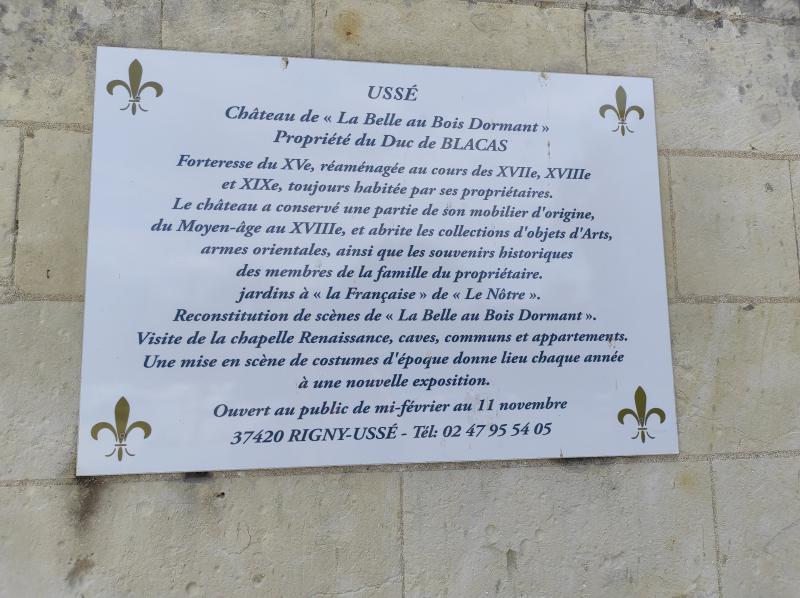 USSÉ
Château de « La Belle au Bois Dormant »
Propriété du Duc de BLACAS
Forteresse du XVe, réaménagée au cours des XVIIe, XVIIIe
et XIXe, toujours habitée par ses propriétaires.
Le château a conservé une partie de son mobilier d'origine,
du Moyen-âge au XVIIIe, et abrite les collections d'objets d'Arts,
armes orientales, ainsi que les souvenirs historiques
des membres de la famille du propriétaire.
jardins à « la Française » de « Le Nôtre ».
Reconstitution de scènes de « La Belle au Bois Dormant ».
Visite de la chapelle Renaissance, caves, communs et appartements.
Une mise en scène de costumes d'époque donne lieu chaque année
à une nouvelle exposition.
Ouvert au public de mi-février au 11 novembre
37420 RIGNY-USSÉ - Tél: 02 47 95 54 05